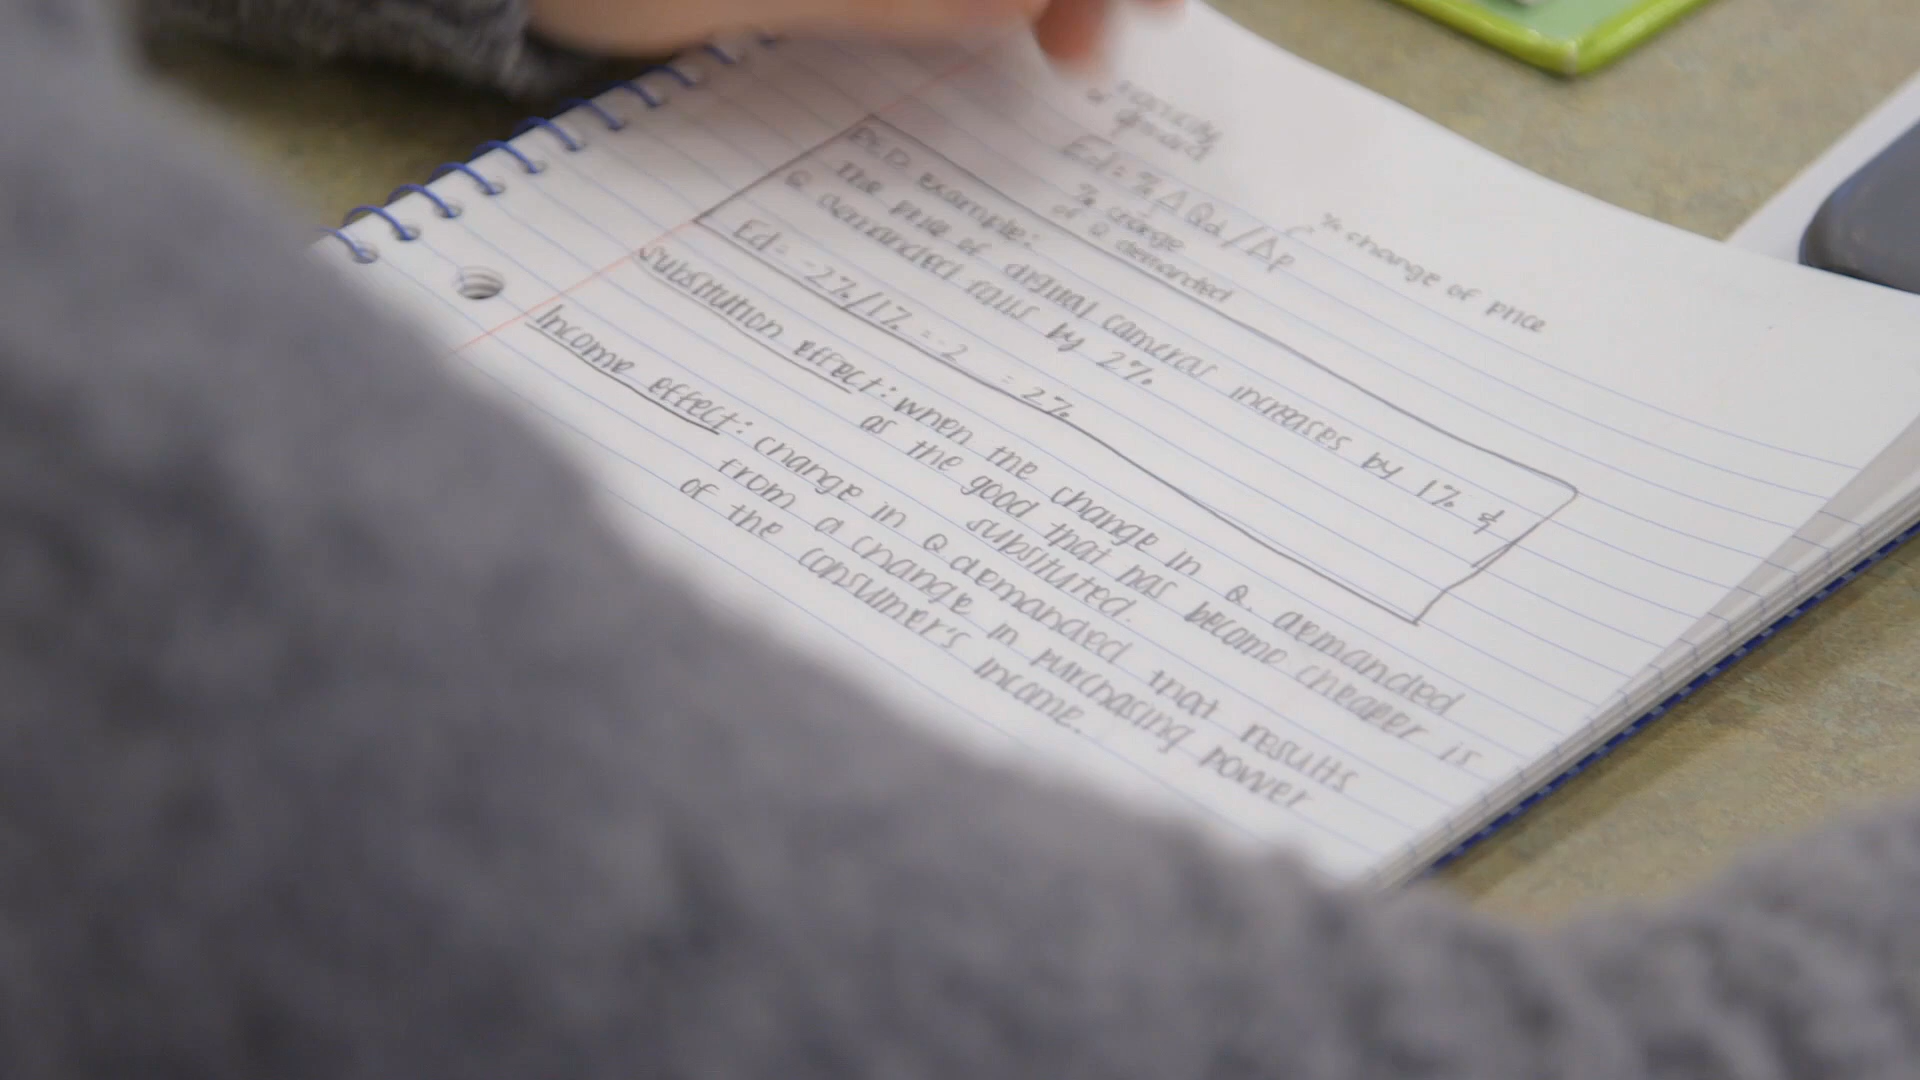 Elasticity
of demand
Ed = % Δ Qd / Δp
% change
of Q demanded
% change of price
P.E.D. example:
The price of digital cameras increases by 1% &
Q demanded falls by 2%.
Ed = -2%/1% = -2 = 2%
Substitution effect: when the change in Q. demanded
as the good that has become cheaper is
substituted.
Income effect: change in Q demanded that results
from a change in purchasing power
of the consumer's income.